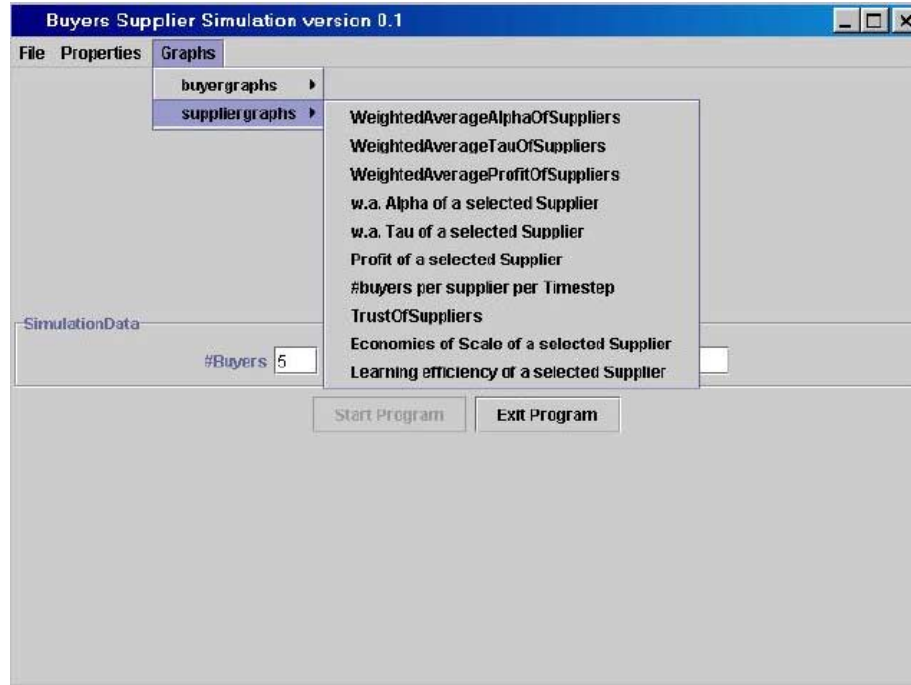 Buyers Supplier Simulation version 0.1
File Properties Graphs
buyergraphs
suppliergraphs
WeightedAverageAlphaOfSuppliers
WeightedAverageTauOfSuppliers
WeightedAverageProfitOfSuppliers
w.a. Alpha of a selected Supplier
w.a. Tau of a selected Supplier
Profit of a selected Supplier
#buyers per supplier per Timestep
TrustOfSuppliers
Economies of Scale of a selected Supplier
Learning efficiency of a selected Supplier
SimulationData
#Buyers 5
Start Program Exit Program